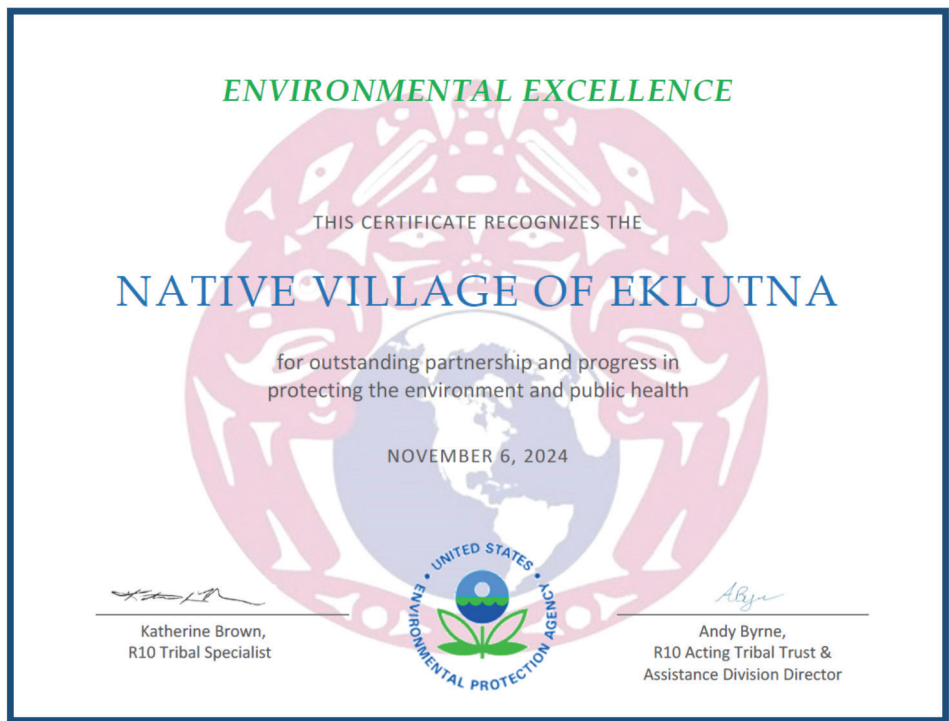 ENVIRONMENTAL EXCELLENCE
THIS CERTIFICATE RECOGNIZES THE
NATIVE VILLAGE OF EKLUTNA
for outstanding partnership and progress in
protecting the environment and public health
NOVEMBER 6, 2024
UNITED STATES
ENVIRONMENTAL PROTECTION AGENCY
Katherine Brown,
R10 Tribal Specialist
Andy Byrne,
R10 Acting Tribal Trust &
Assistance Division Director